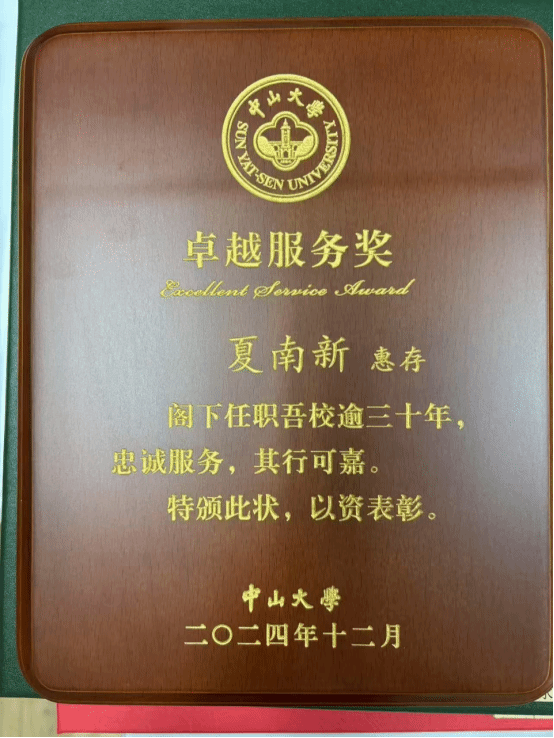 中山大學
SUN YAT-SEN UNIVERSITY
卓越服务奖
Excellent Service Award
夏南新 惠存
阁下任职吾校逾三十年，
忠诚服务，其行可嘉。
特颁此状，以资表彰。
中山大學
二〇二四年十二月